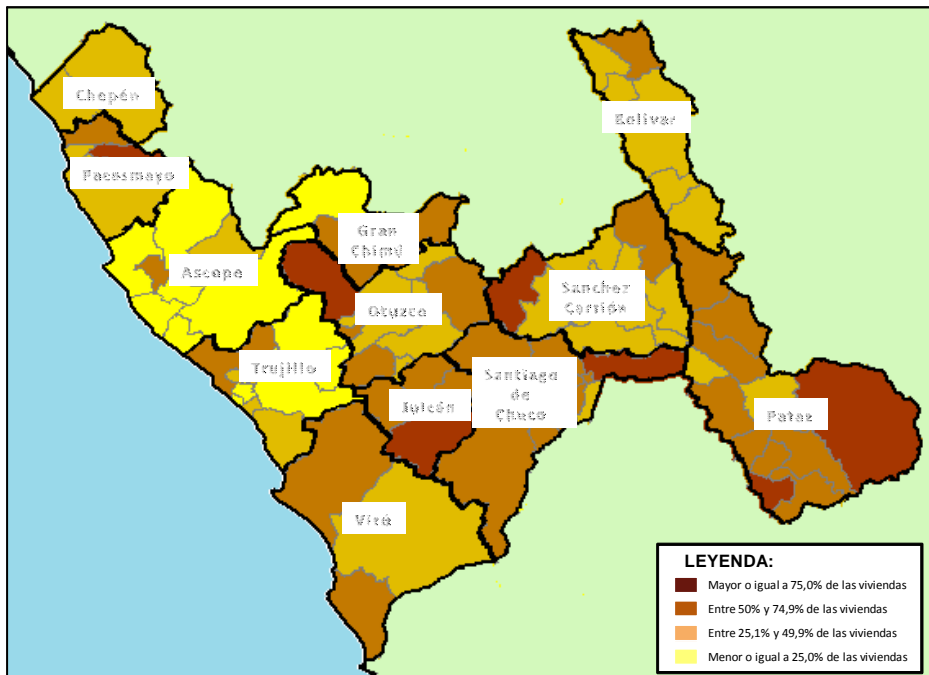 Chepén
Pacasmayo
Ascope
Gran
Chimú
Otuzco
Trujillo
Julcán
Santiago
de
Chuco
Sanchez
Carrión
Bolívar
Pataz
Virú
LEYENDA:
Mayor o igual a 75,0% de las viviendas
Entre 50% y 74,9% de las viviendas
Entre 25,1% y 49,9% de las viviendas
Menor o igual a 25,0% de las viviendas